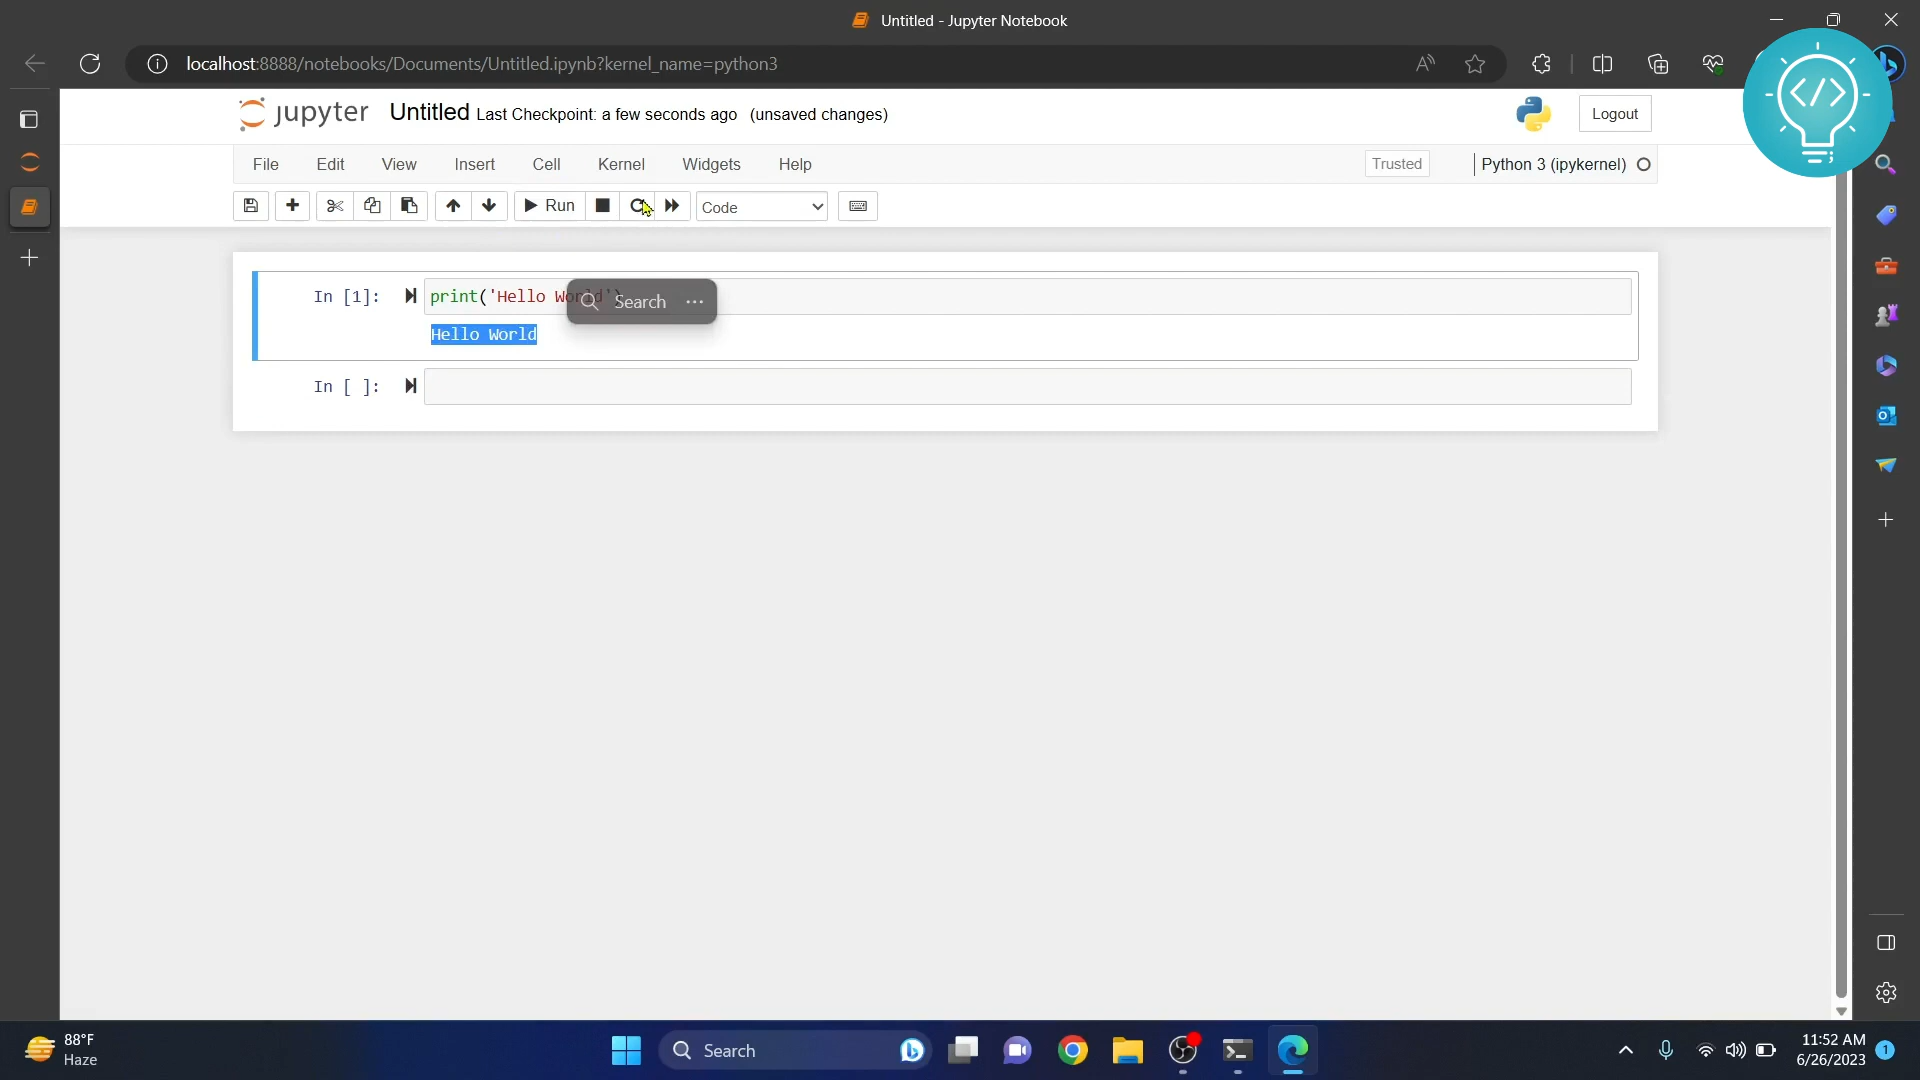 Untitled - Jupyter Notebook
localhost:8888/notebooks/Documents/Untitled.ipynb?kernel_name=python3
jupyter Untitled Last Checkpoint: a few seconds ago (unsaved changes)
Logout
File Edit View Insert Cell Kernel Widgets Help
Trusted
Python 3 (ipykernel)
Run
Code
In [1]: print('Hello World')
Search ...
Hello World
In [ ]:
88°F
Haze
Search
11:52 AM
6/26/2023
1